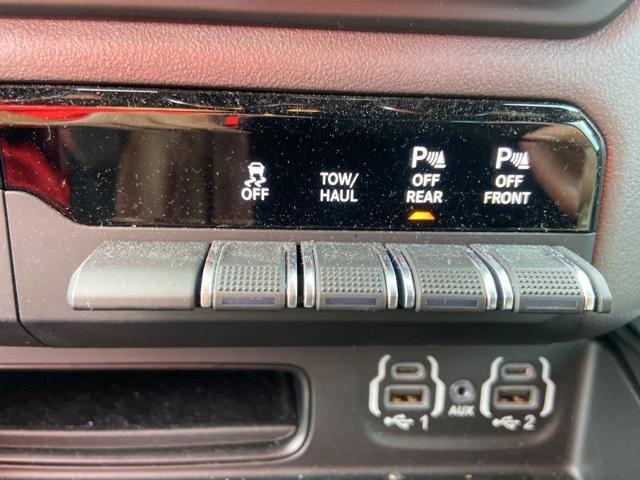 OFF
TOW/
HAUL
P
OFF
REAR
P
OFF
FRONT
1
AUX
2